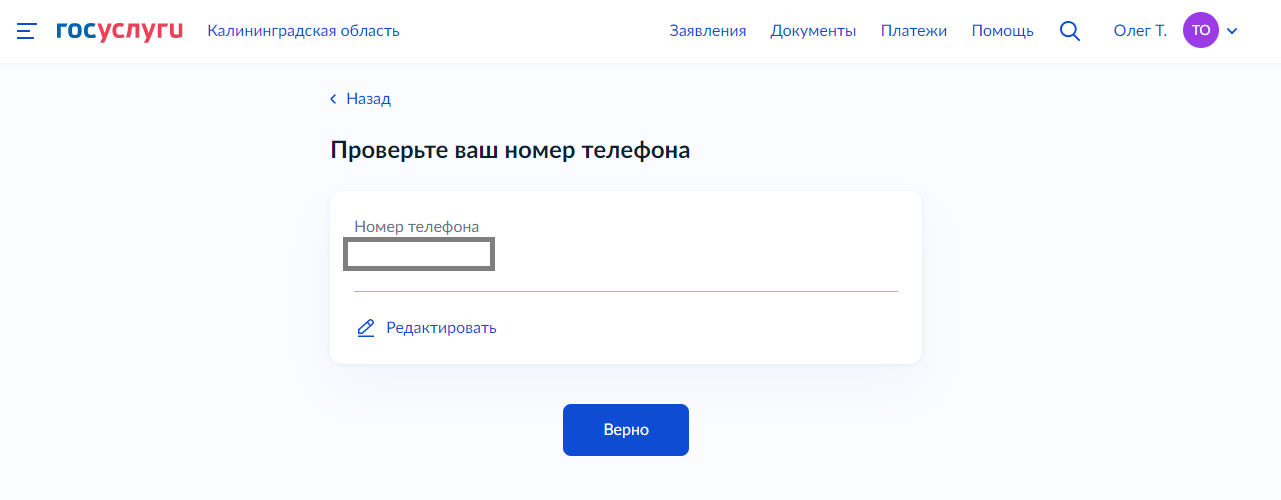 госуслуги Калининградская область Заявления Документы Платежи Помощь Олег Т. ТО
Назад
Проверьте ваш номер телефона
Номер телефона
Редактировать
Верно